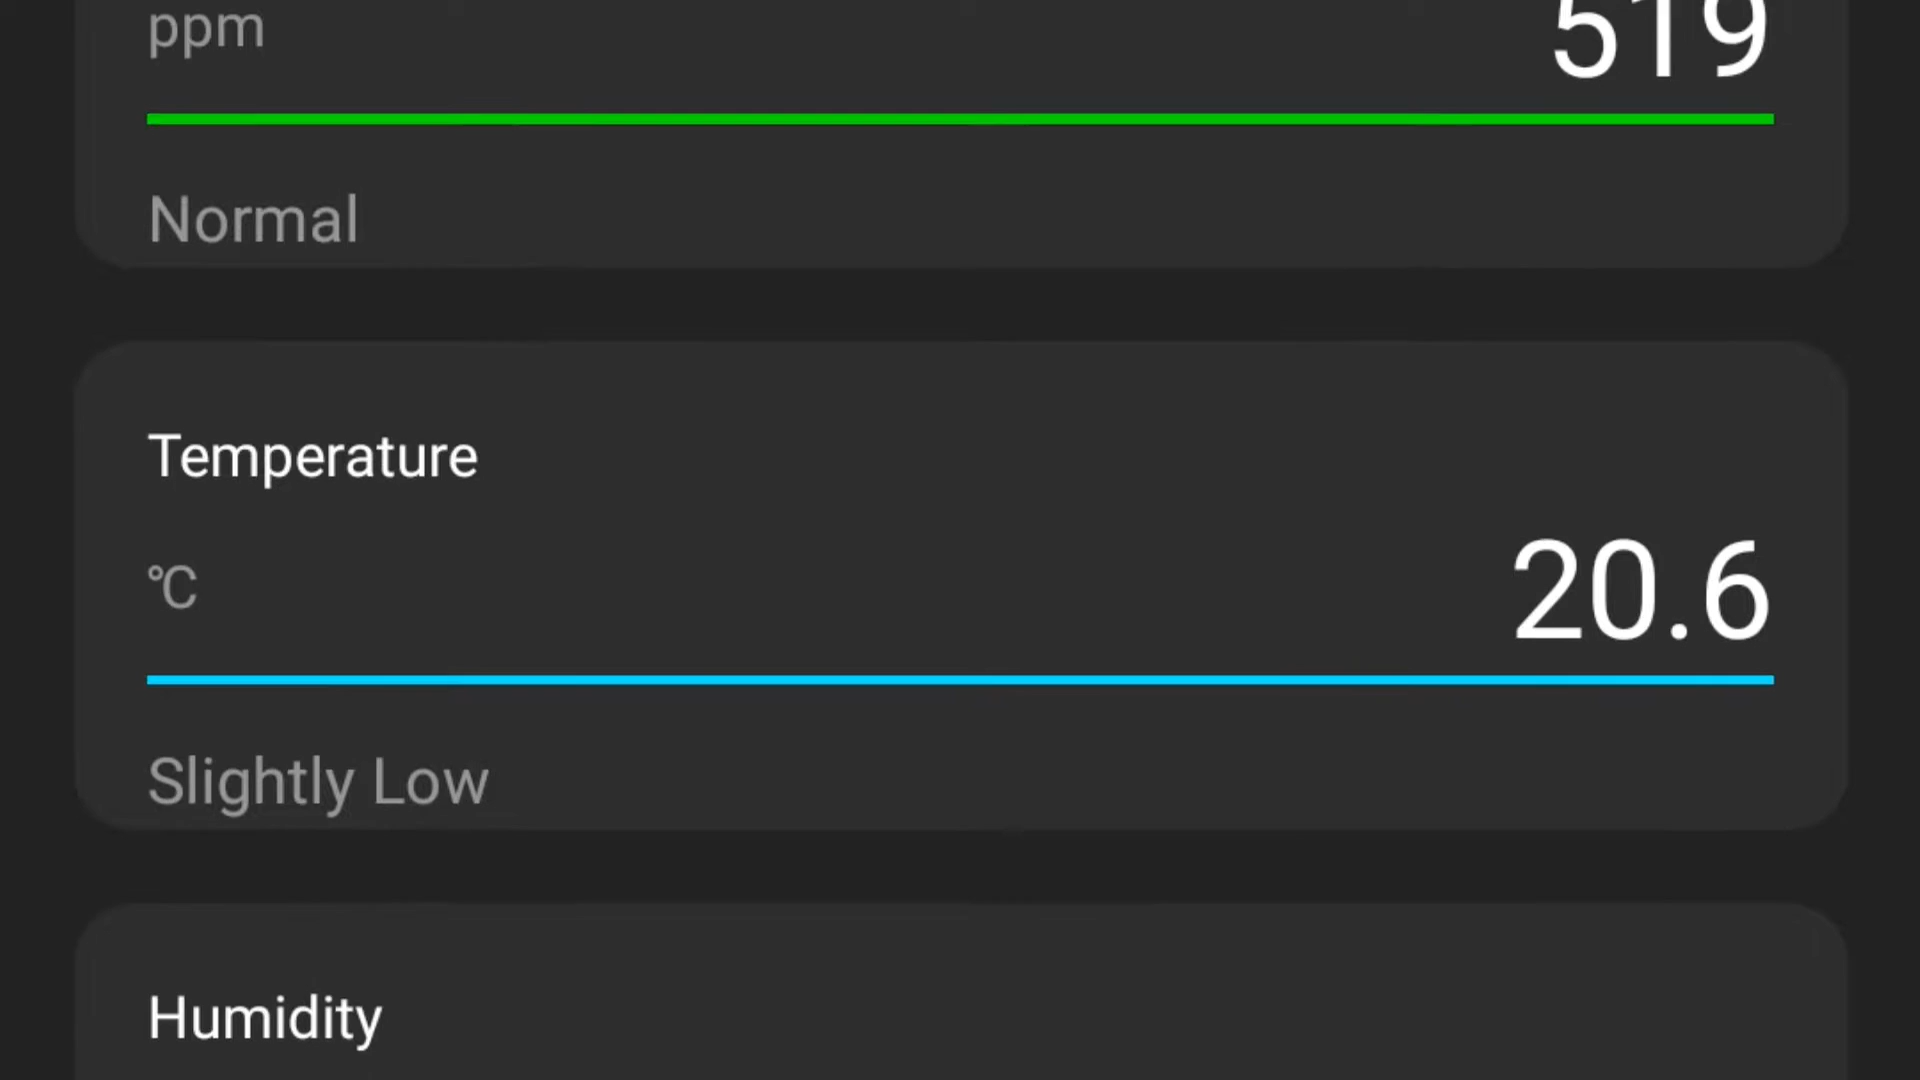 ppm 519
Normal
Temperature
℃ 20.6
Slightly Low
Humidity